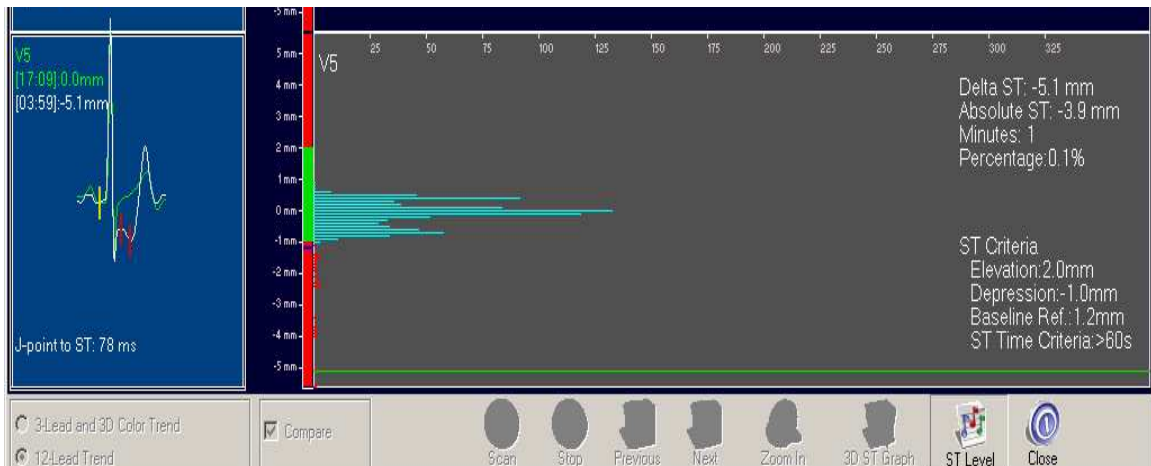 -5 mm
V5
[17:09]:0.0mm
[03:59]:-5.1mm
J-point to ST: 78 ms
25 50 75 100 125 150 175 200 225 250 275 300 325
V5
5 mm
4 mm
3 mm
2 mm
1 mm
0 mm
-1 mm
-2 mm
-3 mm
-4 mm
-5 mm
Delta ST: -5.1 mm
Absolute ST: -3.9 mm
Minutes: 1
Percentage:0.1%
ST Criteria
Elevation:2.0mm
Depression:-1.0mm
Baseline Ref.:1.2mm
ST Time Criteria:>60s
3-Lead and 3D Color Trend
12-Lead Trend
Compare
Scan Stop Previous Next Zoom In 3D ST Graph ST Level Close